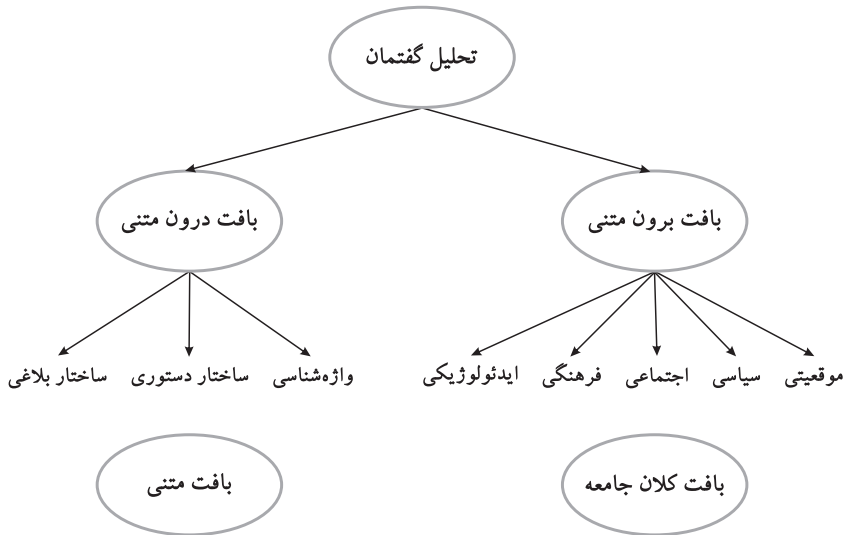 تحلیل گفتمان
بافت برون متنی
بافت درون متنی
موقعیتی
سیاسی
اجتماعی
فرهنگی
ایدئولوژیکی
واژه‌شناسی
ساختار دستوری
ساختار بلاغی
بافت کلان جامعه
بافت متنی